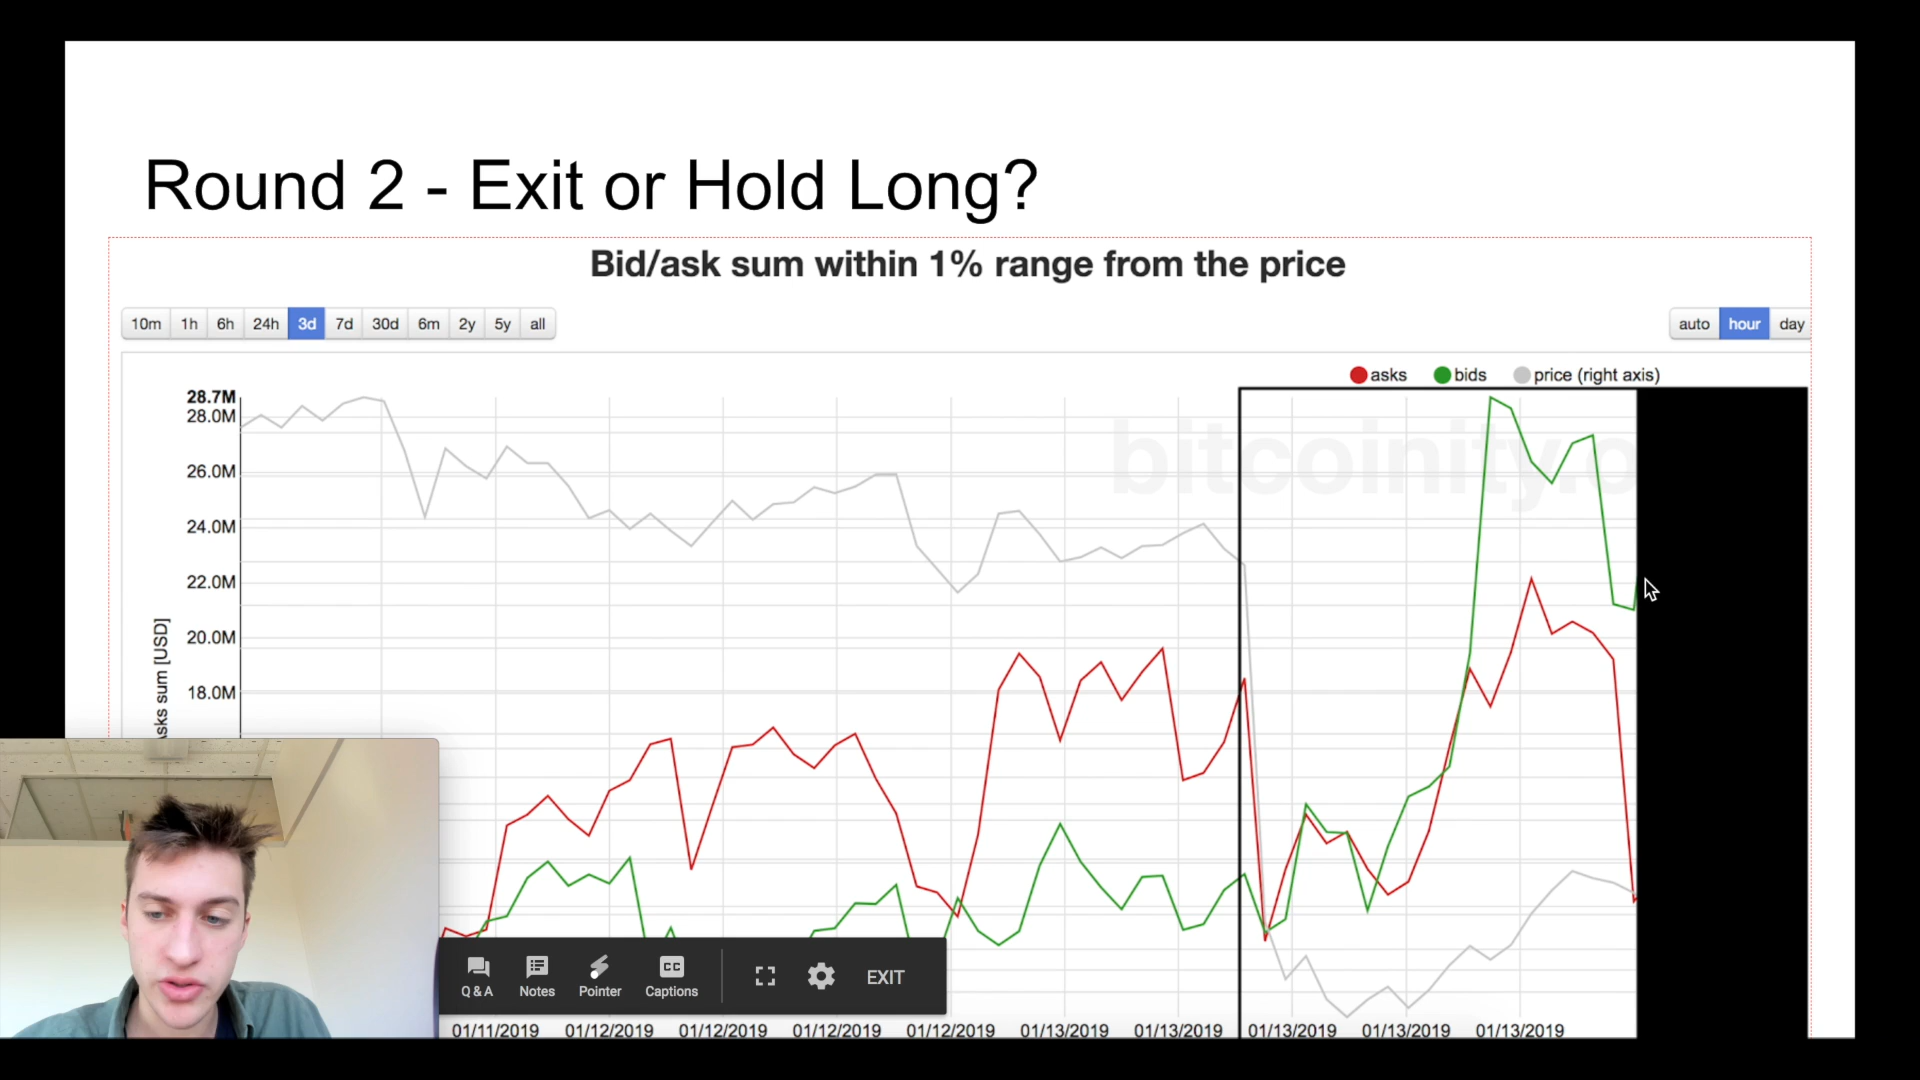 Round 2 - Exit or Hold Long?
Bid/ask sum within 1% range from the price
10m 1h 6h 24h 3d 7d 30d 6m 2y 5y all
auto hour day
asks bids price (right axis)
28.7M
28.0M
bitcoinity.o
26.0M
24.0M
22.0M
20.0M
18.0M
Asks sum [USD]
Q & A Notes Pointer CC Captions EXIT
01/11/2019 01/12/2019 01/12/2019 01/12/2019 01/12/2019 01/13/2019 01/13/2019 01/13/2019 01/13/2019 01/13/2019